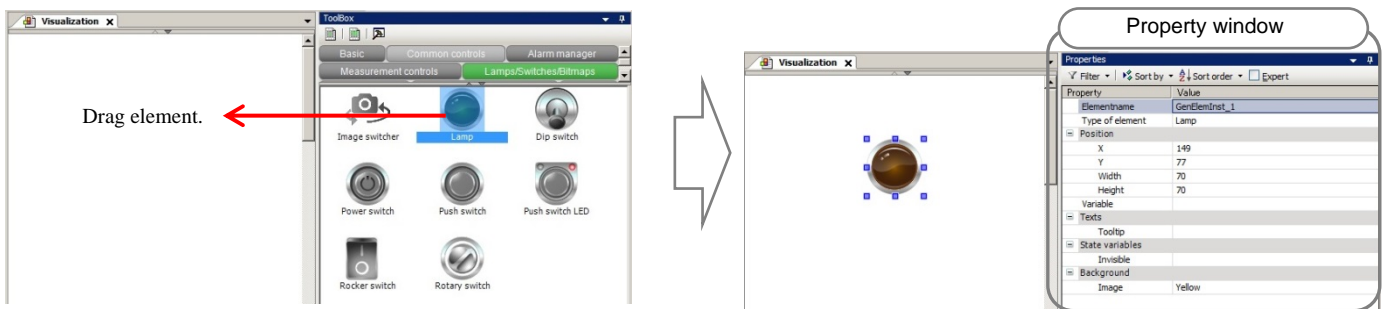 Visualization X
Drag element.
ToolBox
Basic Common controls Alarm manager
Measurement controls Lamps/Switches/Bitmaps
Image switcher Lamp Dip switch
Power switch Push switch Push switch LED
Rocker switch Rotary switch
Visualization X
Property window
Properties
Filter Sort by Sort order Expert
Property Value
Elementname GenElemInst_1
Type of element Lamp
Position
X 149
Y 77
Width 70
Height 70
Variable
Texts
Tooltip
State variables
Invisible
Background
Image Yellow